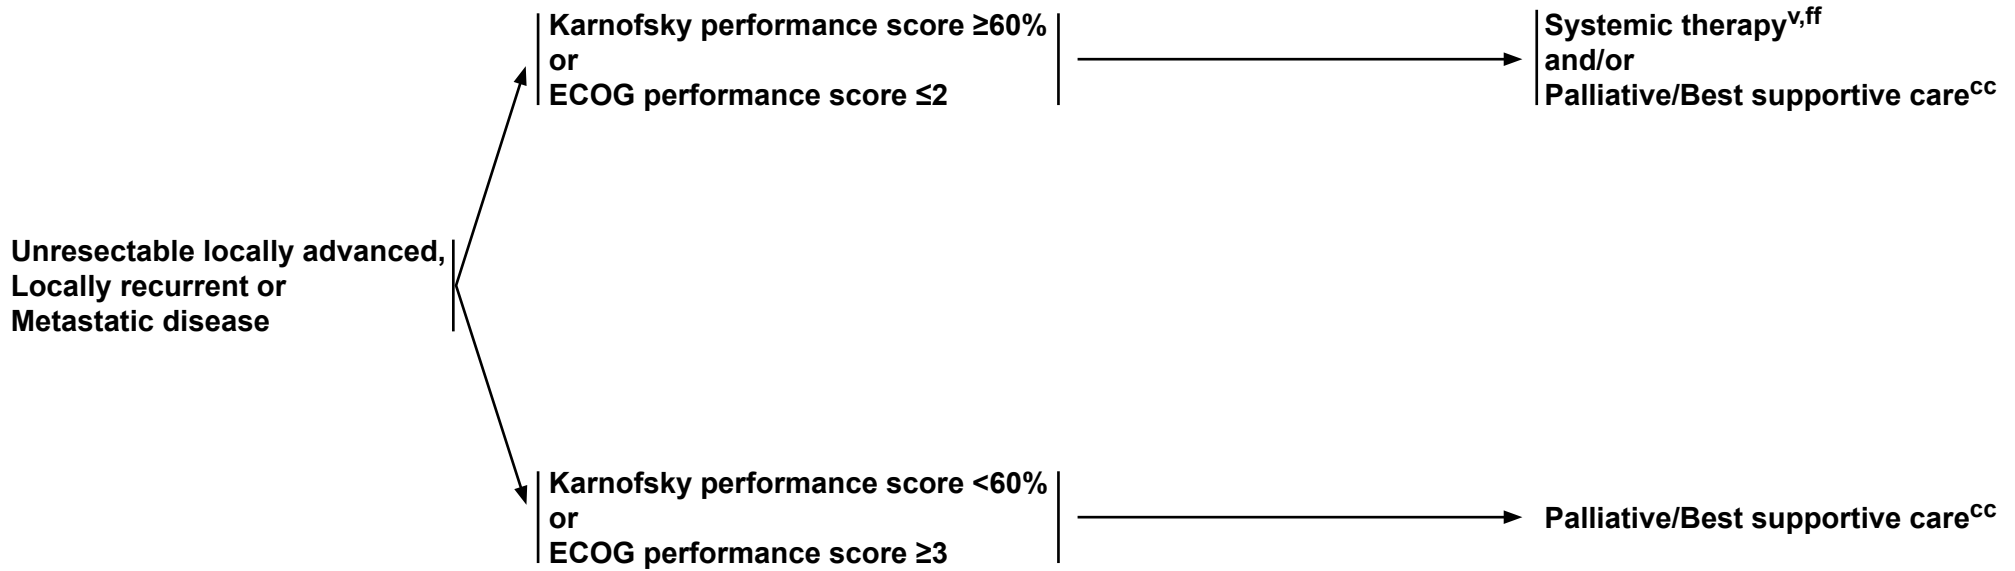 Unresectable locally advanced,
Locally recurrent or
Metastatic disease
Karnofsky performance score ≥60%
or
ECOG performance score ≤2
Systemic therapyv,ff
and/or
Palliative/Best supportive carecc
Karnofsky performance score <60%
or
ECOG performance score ≥3
Palliative/Best supportive carecc